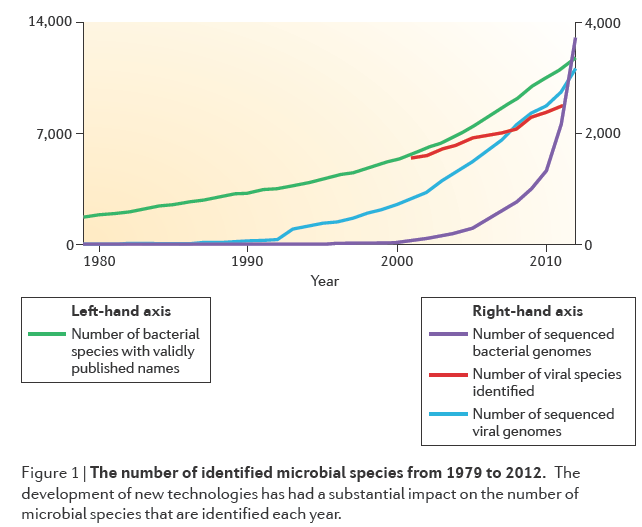 14,000
4,000
7,000
2,000
0
0
1980
1990
2000
2010
Year
Left-hand axis
Number of bacterial
species with validly
published names
Right-hand axis
Number of sequenced
bacterial genomes
Number of viral species
identified
Number of sequenced
viral genomes
Figure 1 | The number of identified microbial species from 1979 to 2012. The
development of new technologies has had a substantial impact on the number of
microbial species that are identified each year.